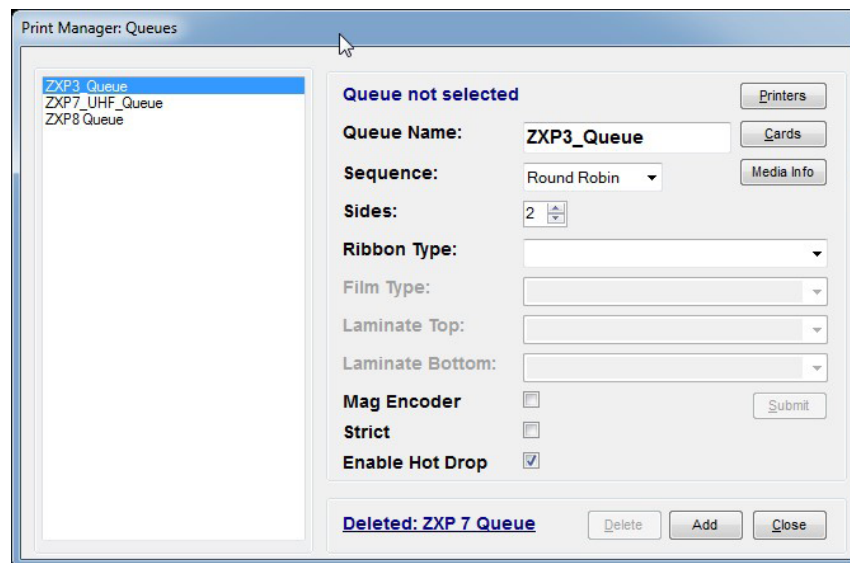 Print Manager: Queues
ZXP3_Queue
ZXP7_UHF_Queue
ZXP8 Queue
Queue not selected
Printers
Queue Name:
ZXP3_Queue
Cards
Sequence:
Round Robin
Media Info
Sides:
2
Ribbon Type:
Film Type:
Laminate Top:
Laminate Bottom:
Mag Encoder
Submit
Strict
Enable Hot Drop
Deleted: ZXP 7 Queue
Delete
Add
Close